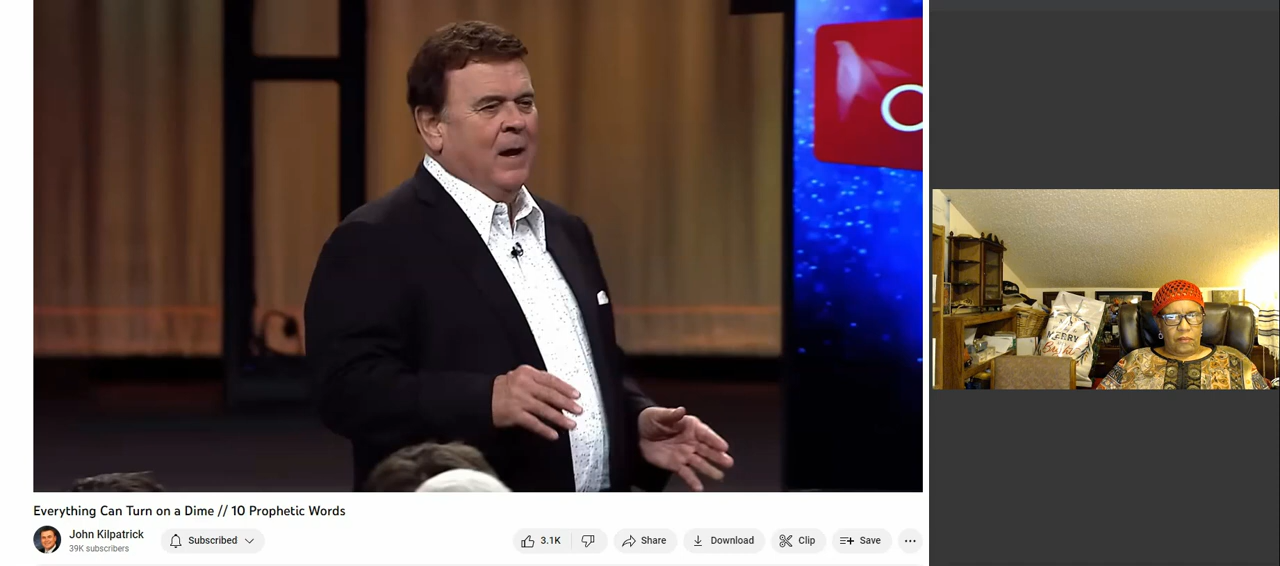 O
Everything Can Turn on a Dime // 10 Prophetic Words
John Kilpatrick
39K subscribers
Subscribed
3.1K
Share
Download
Clip
Save
MERRY